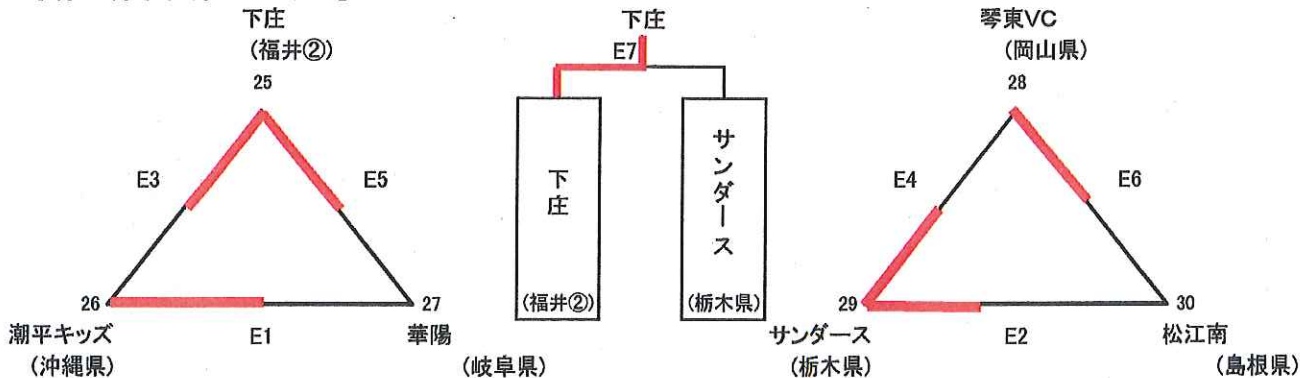 下庄
(福井②)
25
E3
E5
26
27
潮平キッズ
E1
華陽
(沖縄県)
(岐阜県)
下庄
E7
下庄
(福井②)
サンダース
(栃木県)
琴東VC
(岡山県)
28
E4
E6
29
30
サンダース
E2
松江南
(栃木県)
(島根県)